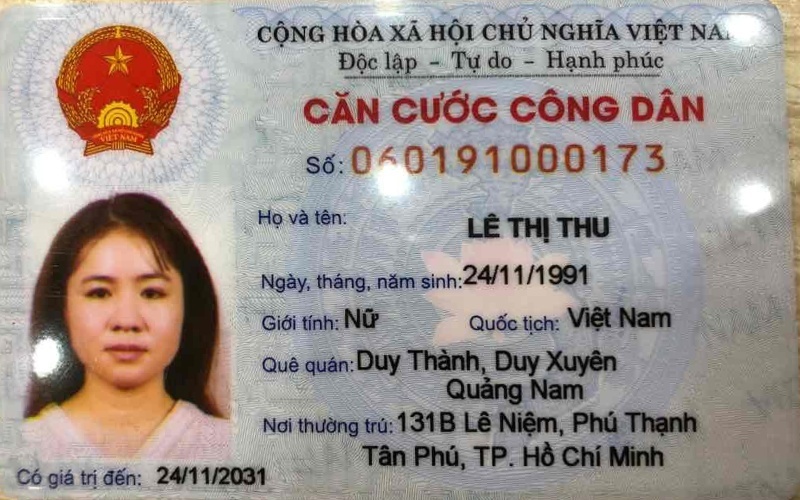 CỘNG HÒA XÃ HỘI CHỦ NGHĨA VIỆT NAM
Độc lập - Tự do - Hạnh phúc
CĂN CƯỚC CÔNG DÂN
Số: 060191000173
Họ và tên: LÊ THỊ THU
Ngày, tháng, năm sinh: 24/11/1991
Giới tính: Nữ Quốc tịch: Việt Nam
Quê quán: Duy Thành, Duy Xuyên
Quảng Nam
Nơi thường trú: 131B Lê Niệm, Phú Thạnh
Tân Phú, TP. Hồ Chí Minh
Có giá trị đến: 24/11/2031